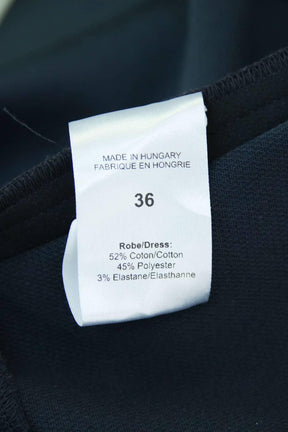 MADE IN HUNGARY
FABRIQUE EN HONGRIE
36
Robe/Dress:
52% Coton/Cotton
45% Polyester
3% Elastane/Elasthanne